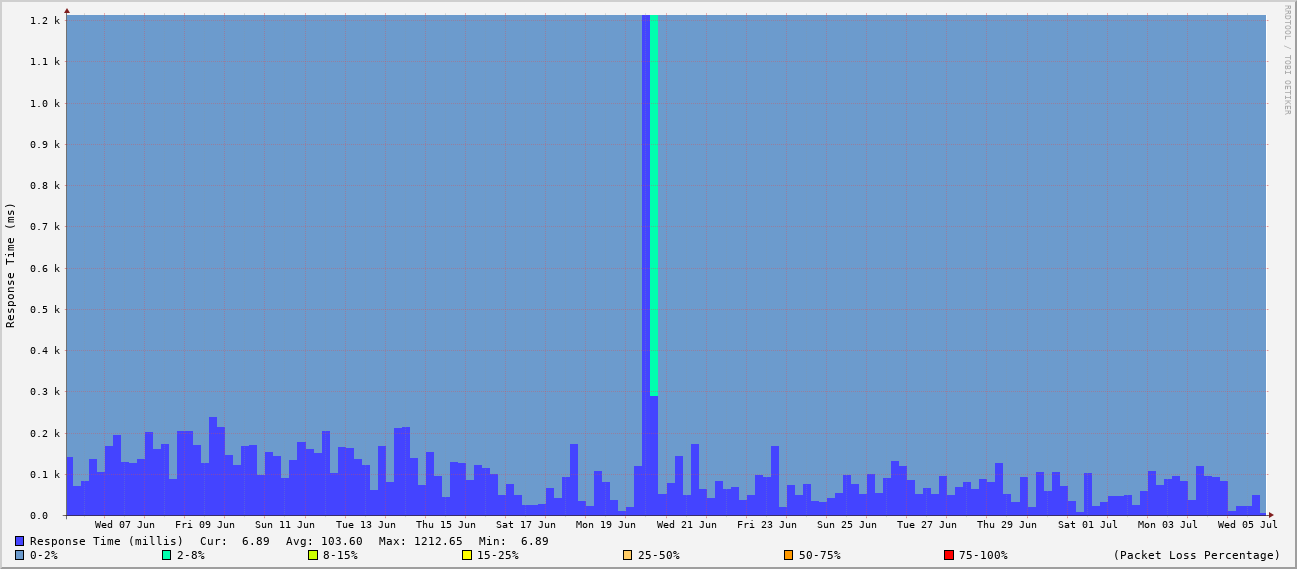 RRDTOOL / TOBI OETIKER
Response Time (ms)
1.2 k
1.1 k
1.0 k
0.9 k
0.8 k
0.7 k
0.6 k
0.5 k
0.4 k
0.3 k
0.2 k
0.1 k
0.0
Wed 07 Jun Fri 09 Jun Sun 11 Jun Tue 13 Jun Thu 15 Jun Sat 17 Jun Mon 19 Jun Wed 21 Jun Fri 23 Jun Sun 25 Jun Tue 27 Jun Thu 29 Jun Sat 01 Jul Mon 03 Jul Wed 05 Jul
Response Time (millis) Cur: 6.89 Avg: 103.60 Max: 1212.65 Min: 6.89
0-2% 2-8% 8-15% 15-25% 25-50% 50-75% 75-100% (Packet Loss Percentage)